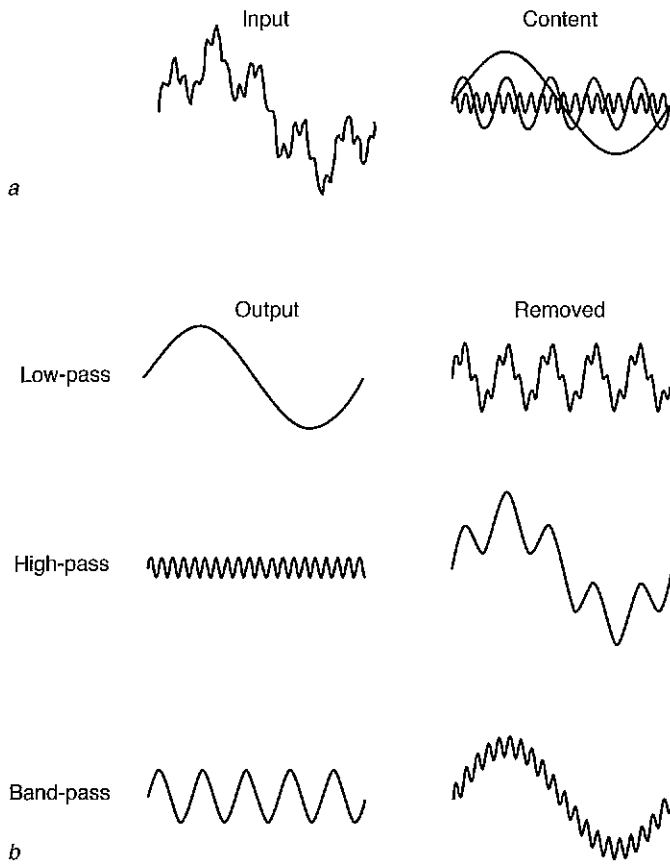 Input Content
a
Output Removed
Low-pass
High-pass
Band-pass
b